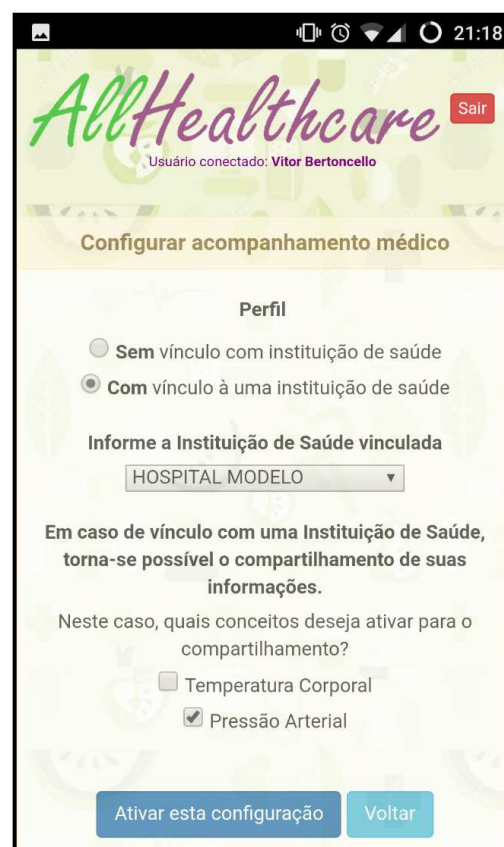 21:18
AllHealthcare
Sair
Usuário conectado: Vitor Bertoncello
Configurar acompanhamento médico
Perfil
Sem vínculo com instituição de saúde
Com vínculo à uma instituição de saúde
Informe a Instituição de Saúde vinculada
HOSPITAL MODELO
Em caso de vínculo com uma Instituição de Saúde,
torna-se possível o compartilhamento de suas
informações.
Neste caso, quais conceitos deseja ativar para o
compartilhamento?
Temperatura Corporal
Pressão Arterial
Ativar esta configuração
Voltar